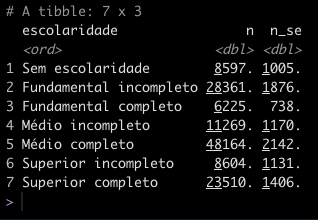 # A tibble: 7 x 3
escolaridade n n_se
<ord> <dbl> <dbl>
1 Sem escolaridade 8597. 1005.
2 Fundamental incompleto 28361. 1876.
3 Fundamental completo 6225. 738.
4 Médio incompleto 11269. 1170.
5 Médio completo 48164. 2142.
6 Superior incompleto 8604. 1131.
7 Superior completo 23510. 1406.
>